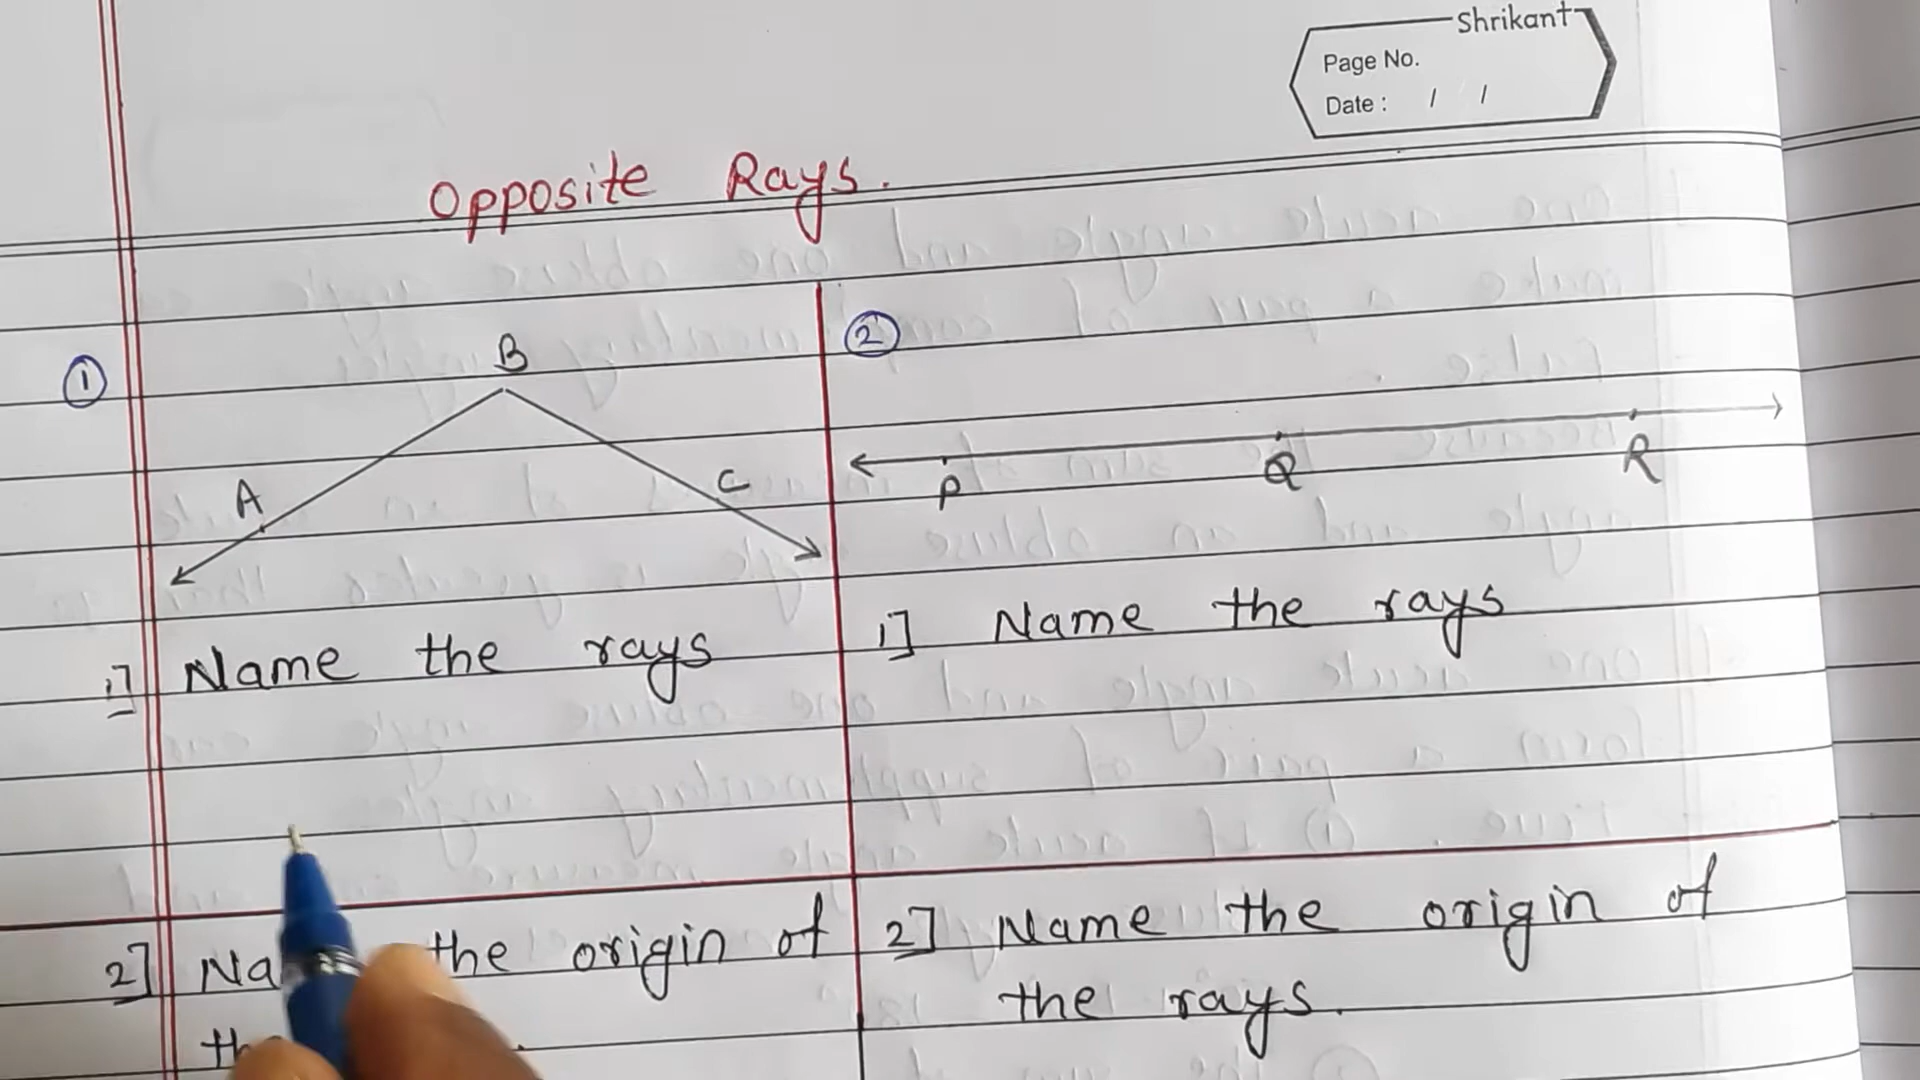 Shrikant
Page No.
Date : / /
Opposite Rays.
①
B
A
C
1] Name the rays
2] the origin of
②
P Q R
1] Name the rays
2] Name the origin of
the rays.